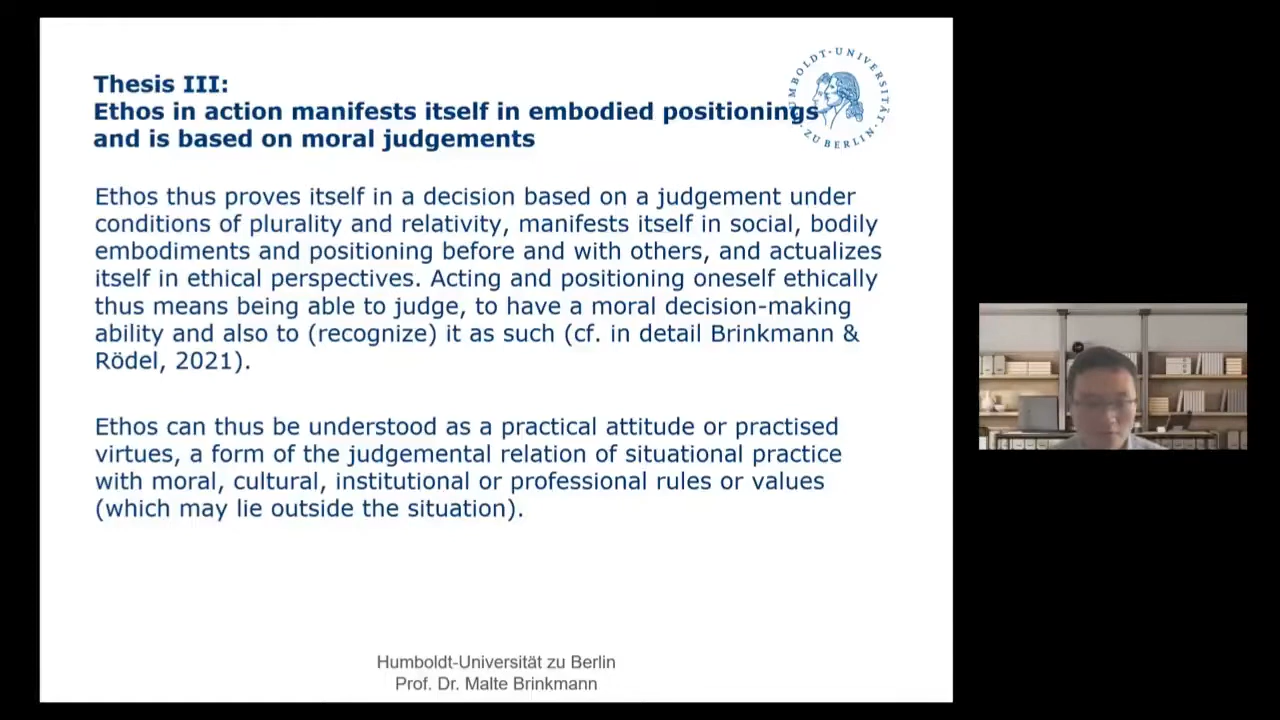 Thesis III:
Ethos in action manifests itself in embodied positionings
and is based on moral judgements
HUMBOLDT-UNIVERSITÄT
ZU BERLIN
Ethos thus proves itself in a decision based on a judgement under
conditions of plurality and relativity, manifests itself in social, bodily
embodiments and positioning before and with others, and actualizes
itself in ethical perspectives. Acting and positioning oneself ethically
thus means being able to judge, to have a moral decision-making
ability and also to (recognize) it as such (cf. in detail Brinkmann &
Rödel, 2021).
Ethos can thus be understood as a practical attitude or practised
virtues, a form of the judgemental relation of situational practice
with moral, cultural, institutional or professional rules or values
(which may lie outside the situation).
Humboldt-Universität zu Berlin
Prof. Dr. Malte Brinkmann